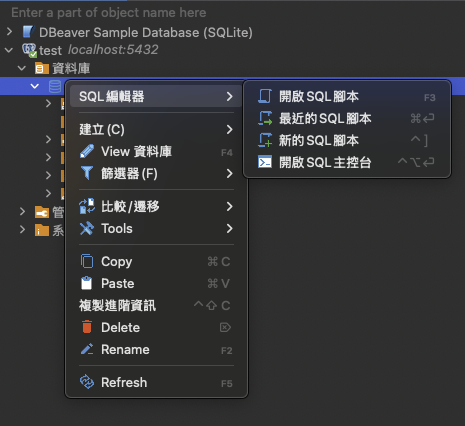 Enter a part of object name here
DBeaver Sample Database (SQLite)
test localhost:5432
資料庫
SQL 編輯器
開啟 SQL 腳本 F3
最近的 SQL 腳本 ⌘⏎
新的 SQL 腳本 ^ ]
開啟 SQL 主控台 ^⌥⏎
建立 (C)
View 資料庫 F4
篩選器 (F)
比較/遷移
管
Tools
系
Copy ⌘ C
Paste ⌘ V
複製進階資訊 ^⇧ C
Delete ⌦
Rename F2
Refresh F5